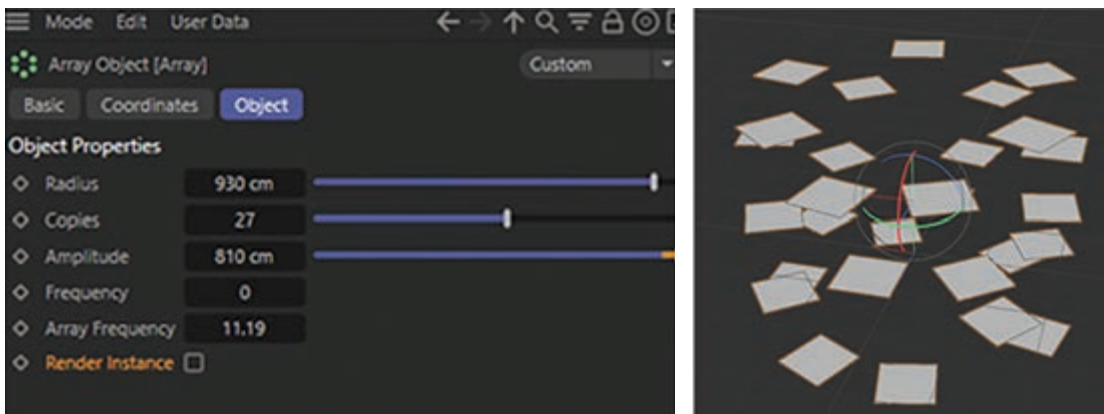 Mode Edit User Data
Array Object [Array]
Custom
Basic Coordinates Object
Object Properties
Radius 930 cm
Copies 27
Amplitude 810 cm
Frequency 0
Array Frequency 11.19
Render Instance